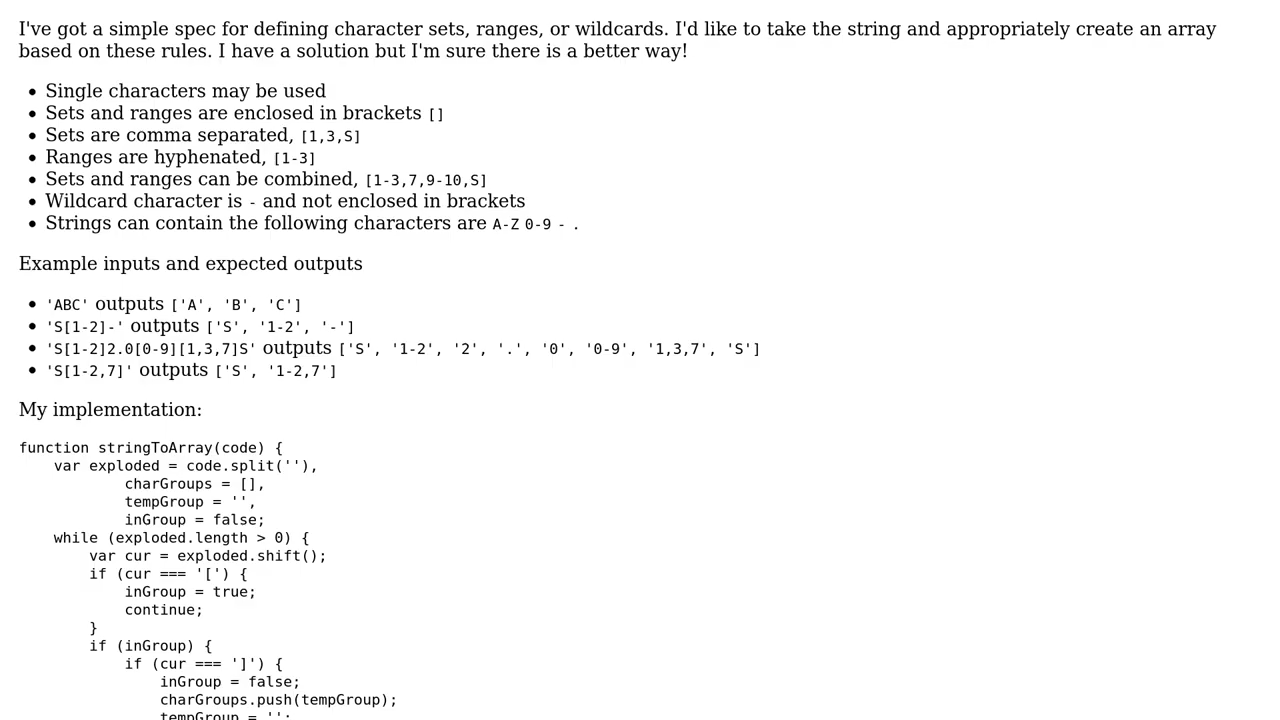 I've got a simple spec for defining character sets, ranges, or wildcards. I'd like to take the string and appropriately create an array
based on these rules. I have a solution but I'm sure there is a better way!
• Single characters may be used
• Sets and ranges are enclosed in brackets []
• Sets are comma separated, [1,3,S]
• Ranges are hyphenated, [1-3]
• Sets and ranges can be combined, [1-3,7,9-10,S]
• Wildcard character is - and not enclosed in brackets
• Strings can contain the following characters are A-Z 0-9 - .
Example inputs and expected outputs
• 'ABC' outputs ['A', 'B', 'C']
• 'S[1-2]-' outputs ['S', '1-2', '-']
• 'S[1-2]2.0[0-9][1,3,7]S' outputs ['S', '1-2', '2', '.', '0', '0-9', '1,3,7', 'S']
• 'S[1-2,7]' outputs ['S', '1-2,7']
My implementation:
function stringToArray(code) {
    var exploded = code.split(''),
            charGroups = [],
            tempGroup = '',
            inGroup = false;
    while (exploded.length > 0) {
        var cur = exploded.shift();
        if (cur === '[') {
            inGroup = true;
            continue;
        }
        if (inGroup) {
            if (cur === ']') {
                inGroup = false;
                charGroups.push(tempGroup);
                tempGroup = '';